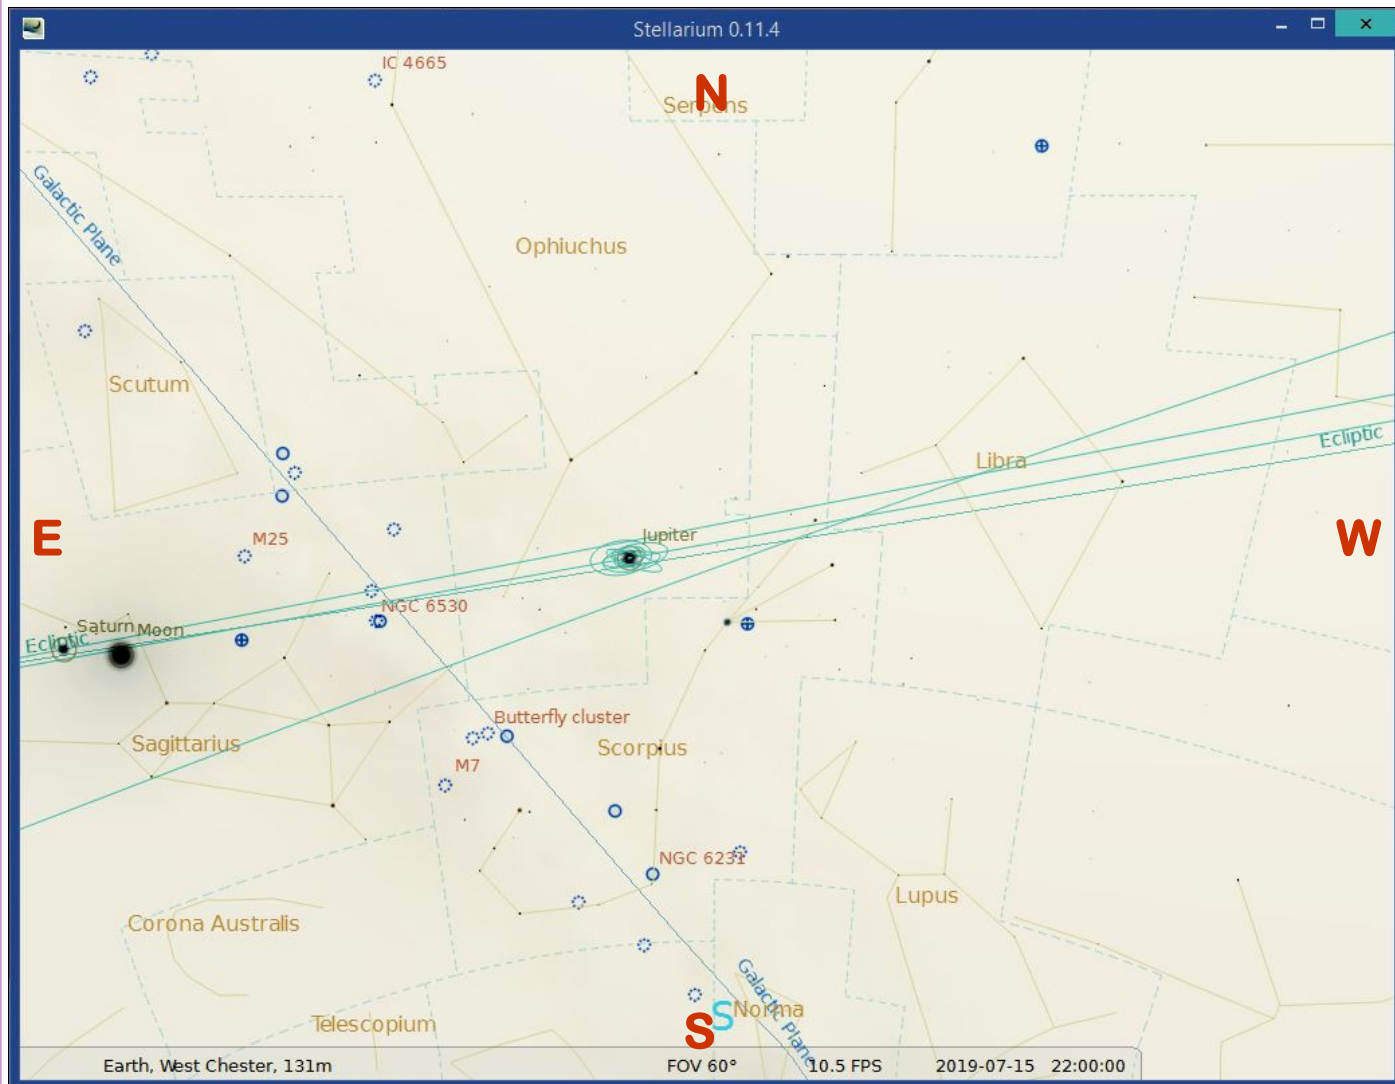 Stellarium 0.11.4
IC 4665
N
Serpens
Galactic Plane
Ophiuchus
Scutum
Ecliptic
Libra
E
M25
Jupiter
W
NGC 6530
Saturn
Moon
Ecliptic
Butterfly cluster
Sagittarius
Scorpius
M7
NGC 6231
Lupus
Corona Australis
Galactic Plane
S
Norma
Telescopium
S
Earth, West Chester, 131m FOV 60° 10.5 FPS 2019-07-15 22:00:00